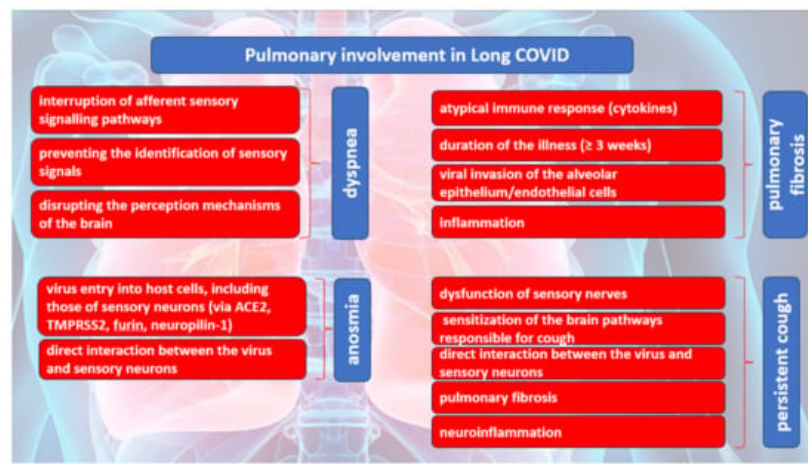 Pulmonary involvement in Long COVID
interruption of afferent sensory
signalling pathways
preventing the identification of sensory
signals
disrupting the perception mechanisms
of the brain
dyspnea
atypical immune response (cytokines)
duration of the illness (≥ 3 weeks)
viral invasion of the alveolar
epithelium/endothelial cells
inflammation
pulmonary
fibrosis
virus entry into host cells, including
those of sensory neurons (via ACE2,
TMPRSS2, furin, neuropilin-1)
direct interaction between the virus
and sensory neurons
anosmia
dysfunction of sensory nerves
sensitization of the brain pathways
responsible for cough
direct interaction between the virus and
sensory neurons
pulmonary fibrosis
neuroinflammation
persistent cough